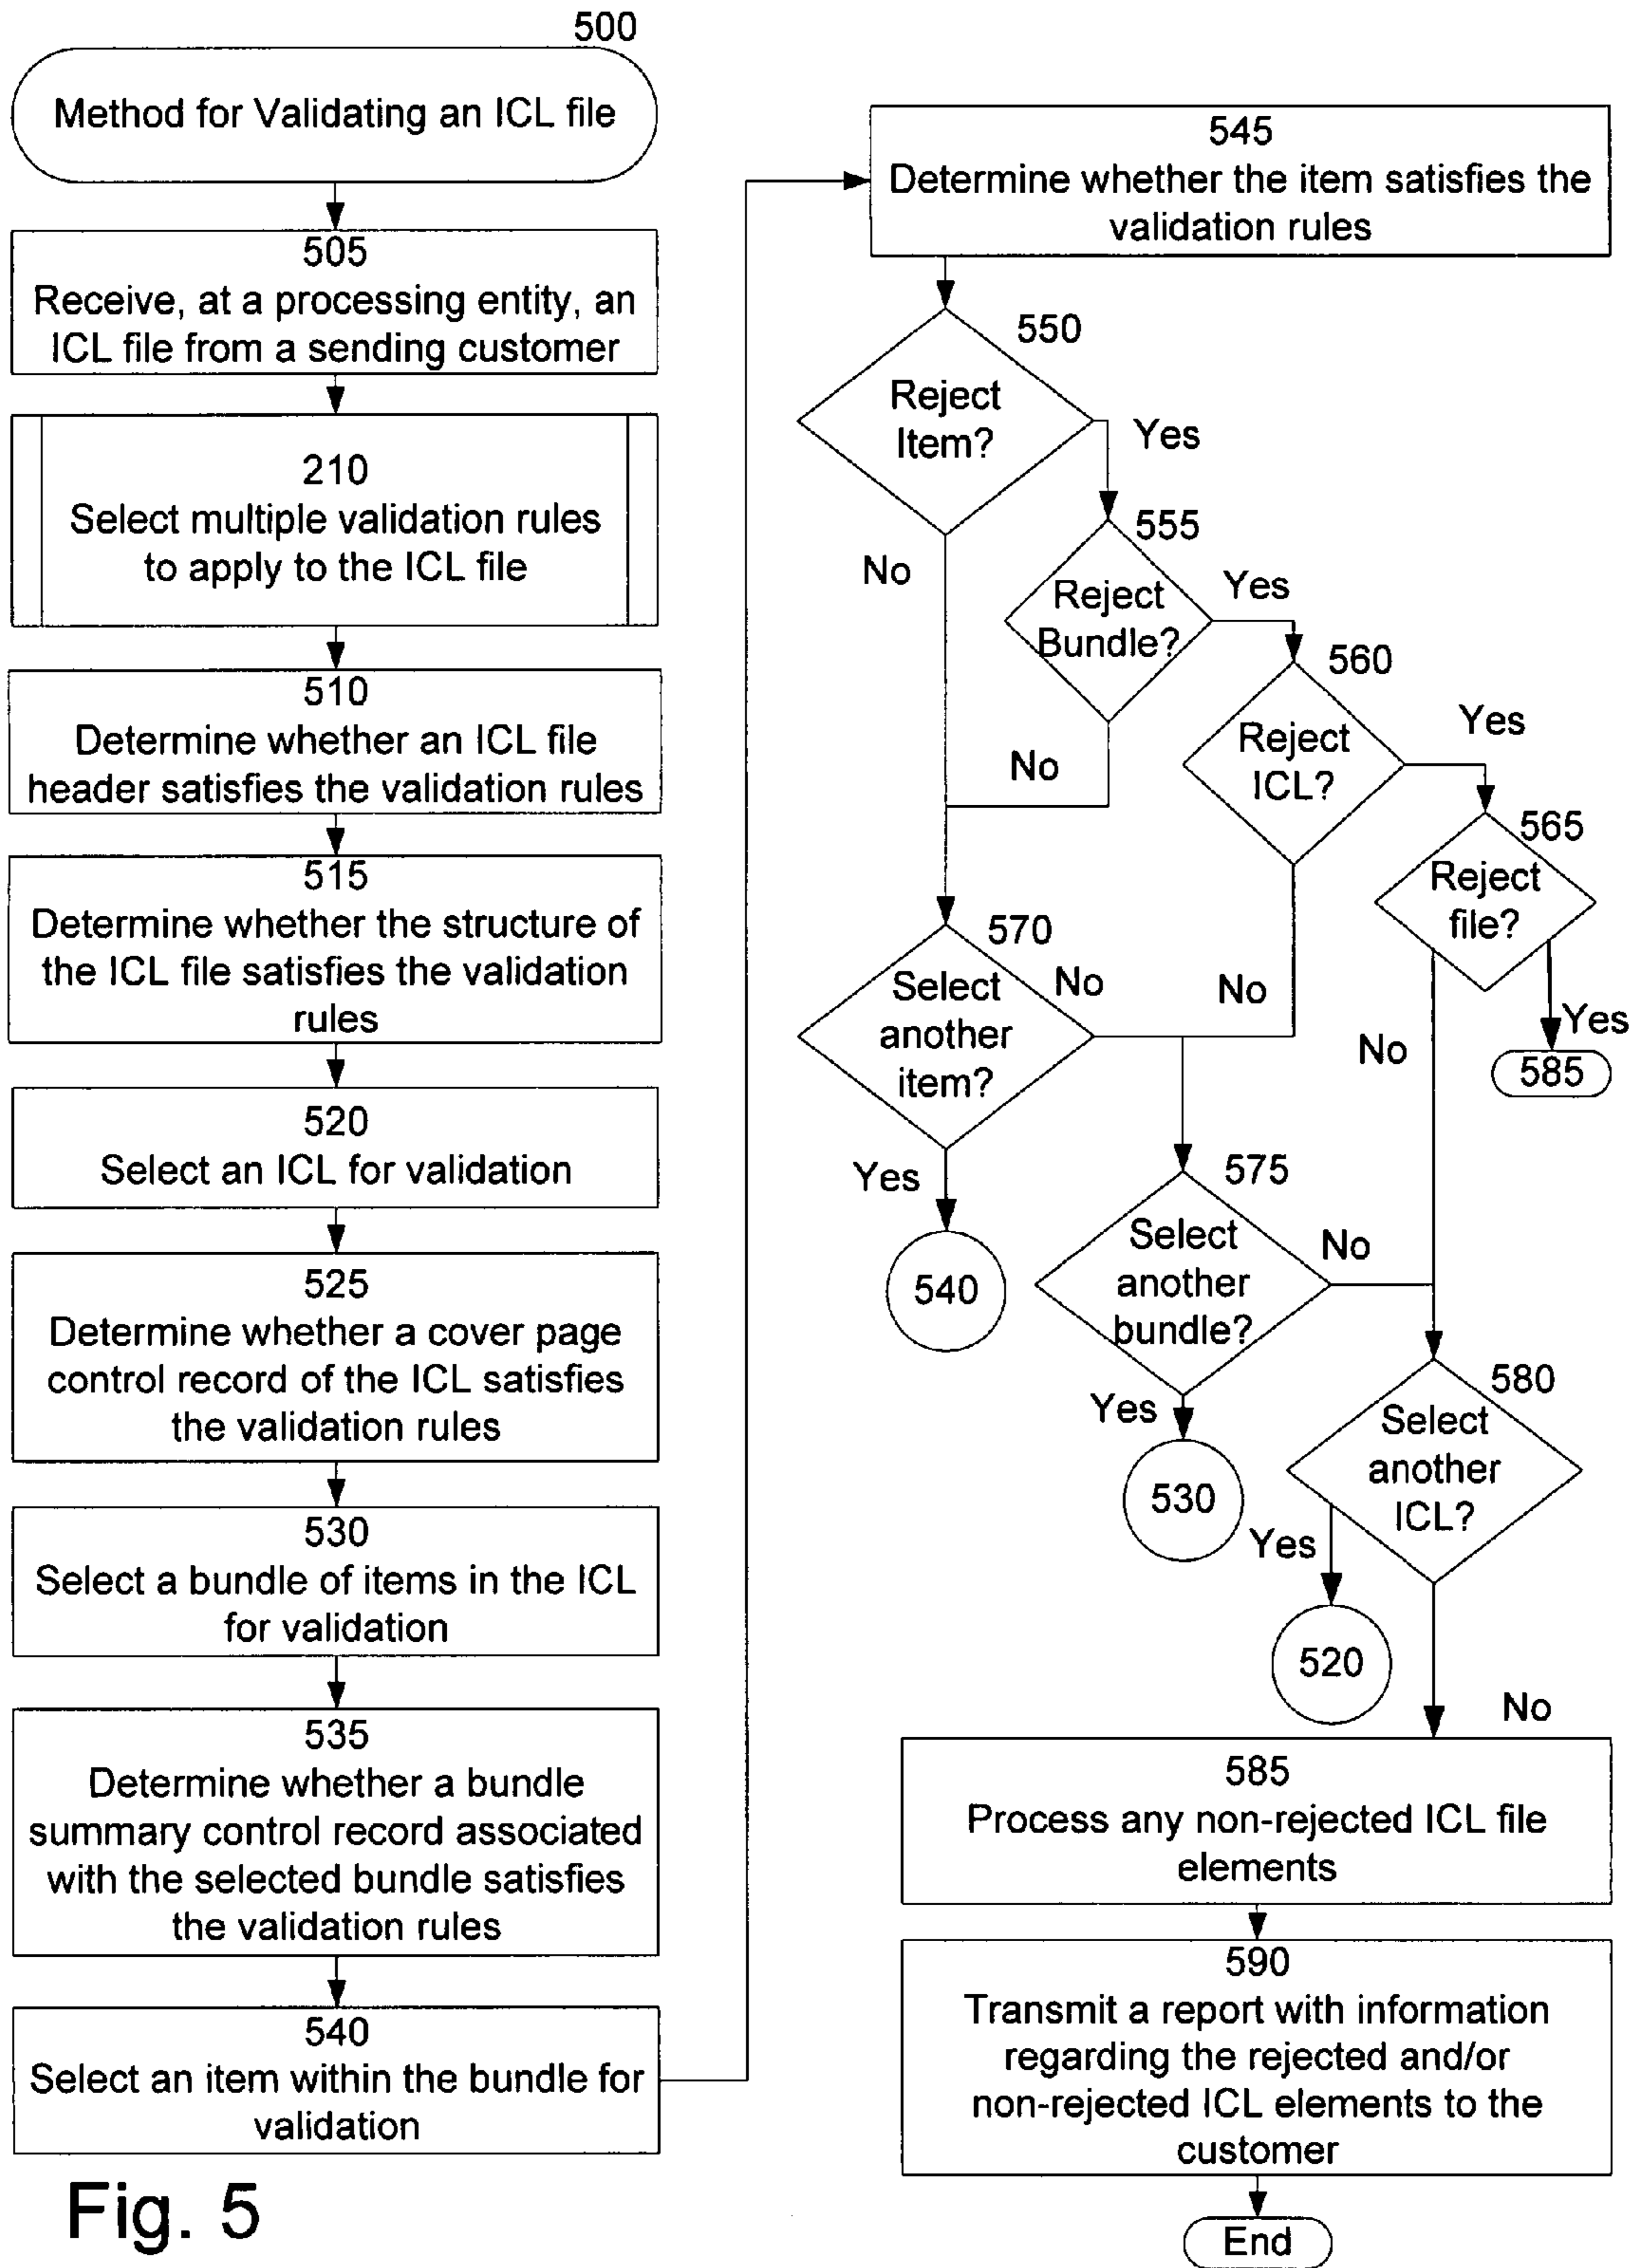 500
Method for Validating an ICL file
505
Receive, at a processing entity, an
ICL file from a sending customer
210
Select multiple validation rules
to apply to the ICL file
510
Determine whether an ICL file
header satisfies the validation rules
515
Determine whether the structure of
the ICL file satisfies the validation
rules
520
Select an ICL for validation
525
Determine whether a cover page
control record of the ICL satisfies
the validation rules
530
Select a bundle of items in the ICL
for validation
535
Determine whether a bundle
summary control record associated
with the selected bundle satisfies
the validation rules
540
Select an item within the bundle for
validation
545
Determine whether the item satisfies the
validation rules
550
Reject
Item?
Yes
No
555
Reject
Bundle?
Yes
No
560
Reject
ICL?
Yes
No
565
Reject
file?
Yes
585
No
570
Select
another
item?
No
Yes
540
575
Select
another
bundle?
No
Yes
530
580
Select
another
ICL?
Yes
520
No
585
Process any non-rejected ICL file
elements
590
Transmit a report with information
regarding the rejected and/or
non-rejected ICL elements to the
customer
End
Fig. 5